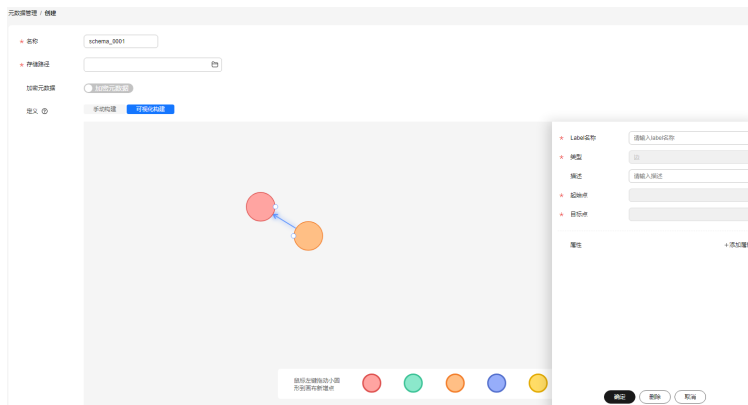 元数据管理 / 创建
* 名称 schema_0001
* 存储路径
加密元数据 加密元数据
定义 手动构建 可视化构建
* Label名称 请输入label名称
* 类型 边
描述 请输入描述
* 起始点
* 目标点
属性 +添加属
鼠标左键拖动小圆
形到画布新增点
确定 删除 取消